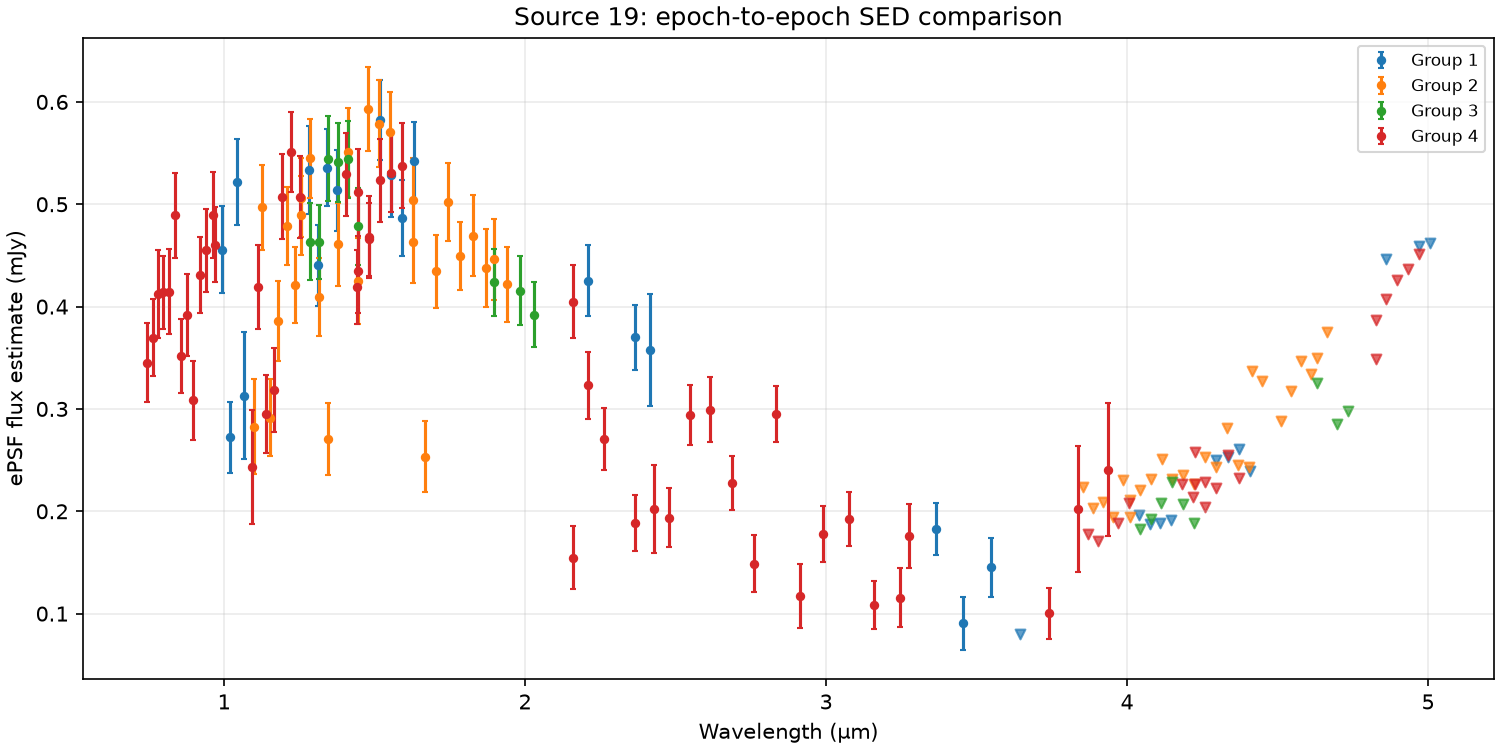 Source 19: epoch-to-epoch SED comparison
ePSF flux estimate (mJy)
0.6
0.5
0.4
0.3
0.2
0.1
Group 1
Group 2
Group 3
Group 4
1 2 3 4 5
Wavelength (μm)